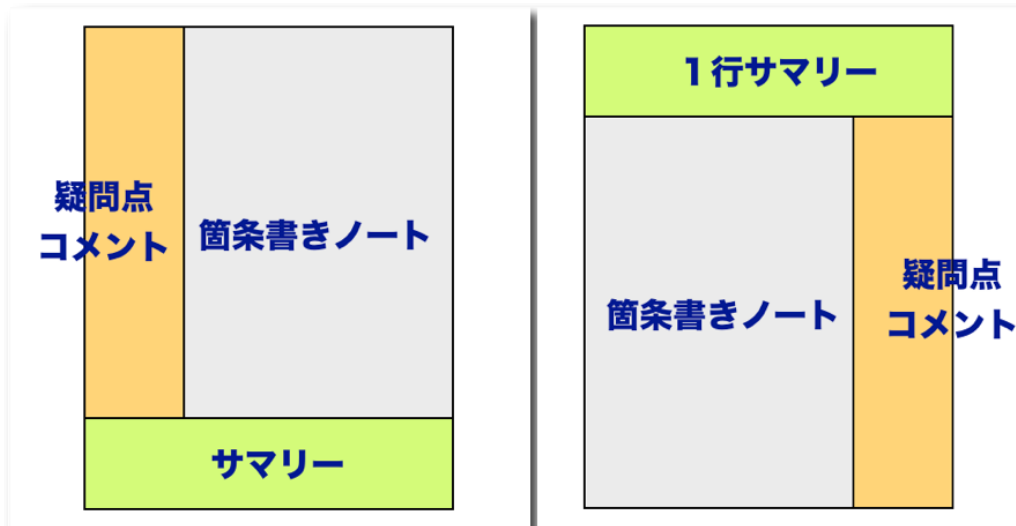 疑問点
コメント
箇条書きノート
サマリー
１行サマリー
箇条書きノート
疑問点
コメント